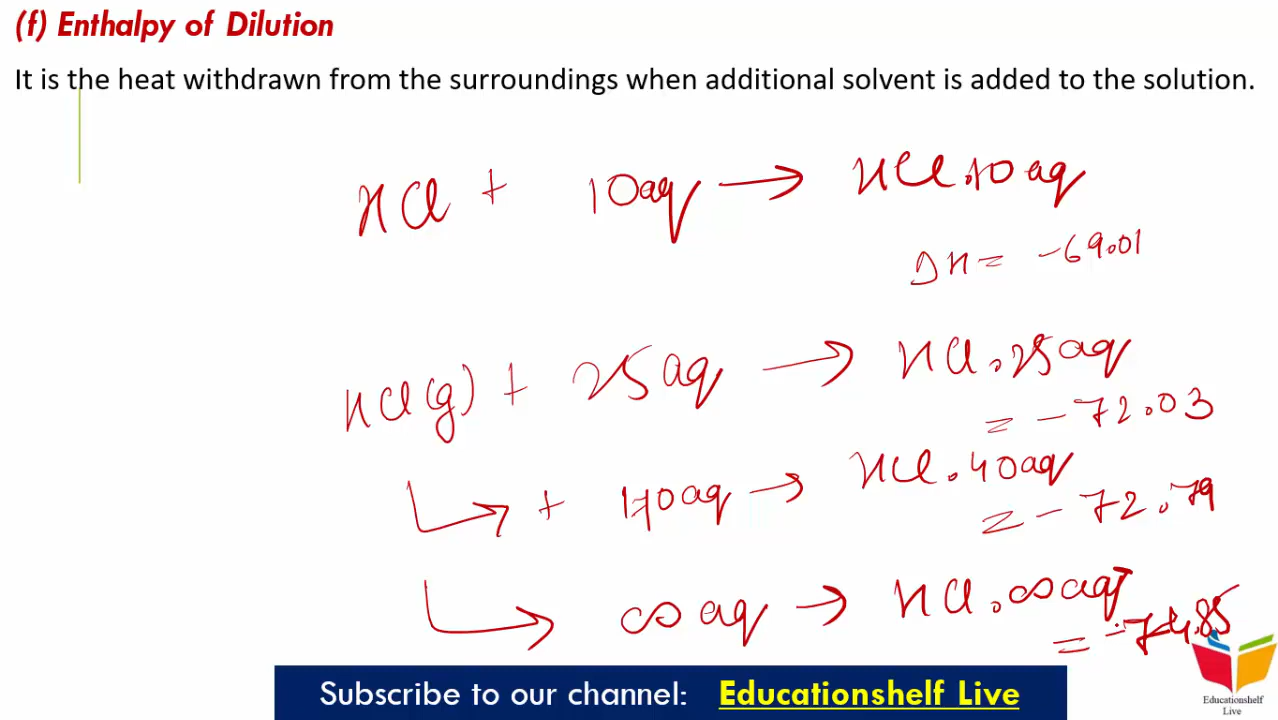 (f) Enthalpy of Dilution
It is the heat withdrawn from the surroundings when additional solvent is added to the solution.
HCl + 10aq → HCl.10aq
ΔH = -69.01
HCl(g) + 25aq → HCl.25aq
= -72.03
+ 40aq → HCl.40aq
= -72.79
∞ aq → HCl.∞aq
= -74.85
Subscribe to our channel: Educationshelf Live
Educationshelf
Live